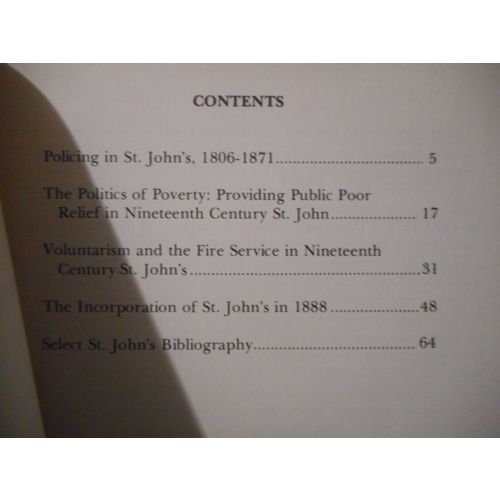 CONTENTS
Policing in St. John's, 1806-1871.................................. 5
The Politics of Poverty: Providing Public Poor
Relief in Nineteenth Century St. John.......................... 17
Voluntarism and the Fire Service in Nineteenth
Century St. John's.....................................................31
The Incorporation of St. John's in 1888.....................48
Select St. John's Bibliography......................................64